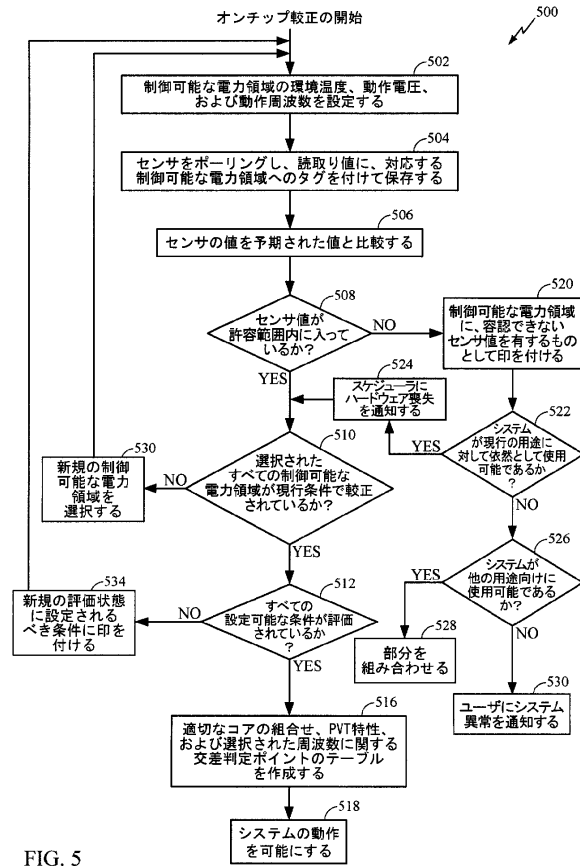 オンチップ較正の開始
500
502
制御可能な電力領域の環境温度、動作電圧、
および動作周波数を設定する
504
センサをポーリングし、読取り値に、対応する
制御可能な電力領域へのタグを付けて保存する
506
センサの値を予期された値と比較する
508
センサ値が
許容範囲内に入って
いるか?
NO
YES
520
制御可能な電力領域
に、容認できない
センサ値を有するもの
として印を付ける
524
スケジューラに
ハードウェア喪失
を通知する
522
システム
が現行の用途に
対して依然として使用
可能であるか
?
YES
NO
510
選択された
すべての制御可能な
電力領域が現行条件で較正
されているか?
NO
YES
530
新規の制御
可能な電力
領域を
選択する
526
システムが
他の用途向けに
使用可能である
か?
YES
NO
512
すべての
設定可能な条件が評価
されているか
?
NO
YES
534
新規の評価状態
に設定される
べき条件に印を
付ける
528
部分を
組み合わせる
530
ユーザにシステム
異常を通知する
516
適切なコアの組合せ、PVT特性、
および選択された周波数に関する
交差判定ポイントのテーブル
を作成する
518
システムの動作
を可能にする
FIG. 5